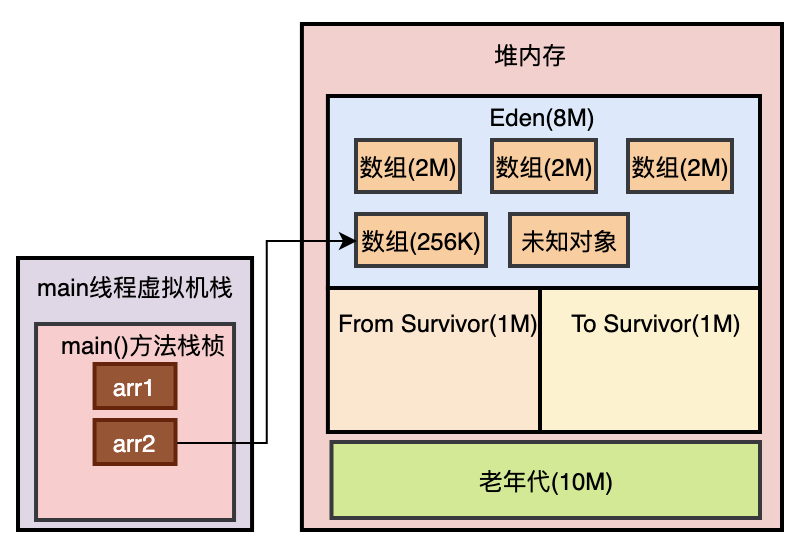 堆内存
Eden(8M)
数组(2M) 数组(2M) 数组(2M)
数组(256K) 未知对象
main线程虚拟机栈
main()方法栈桢
arr1
arr2
From Survivor(1M) To Survivor(1M)
老年代(10M)